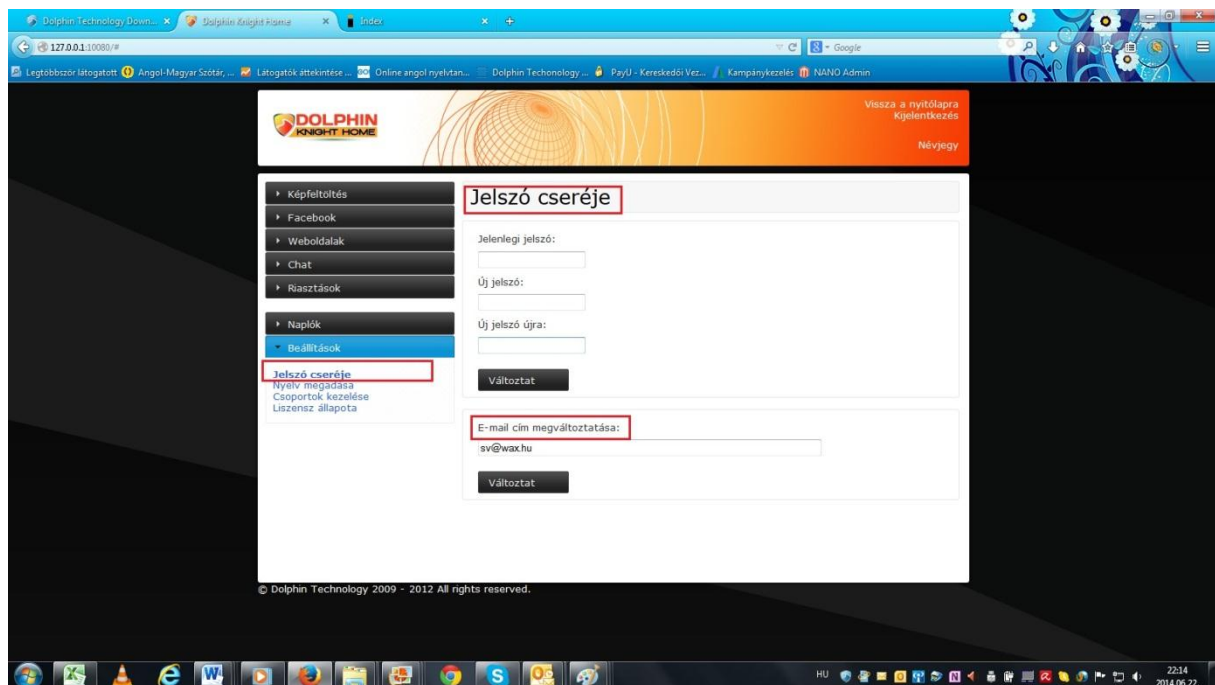 Dolphin Technology Down...
Dolphin Knight Home
Index
127.0.0.1:10080/#
Google
Legtöbbször látogatott
Angol-Magyar Szótár, ...
Látogatók áttekintése ...
Online angol nyelvtan...
Dolphin Techonology ...
PayU - Kereskedői Vez...
Kampánykezelés
NANO Admin
DOLPHIN
KNIGHT HOME
Vissza a nyitólapra
Kijelentkezés
Névjegy
Képfeltöltés
Facebook
Weboldalak
Chat
Riasztások
Naplók
Beállítások
Jelszó cseréje
Nyelv megadása
Csoportok kezelése
Liszensz állapota
Jelszó cseréje
Jelenlegi jelszó:
Új jelszó:
Új jelszó újra:
Változtat
E-mail cím megváltoztatása:
sv@wax.hu
Változtat
© Dolphin Technology 2009 - 2012 All rights reserved.
HU
22:14
2014.06.22.